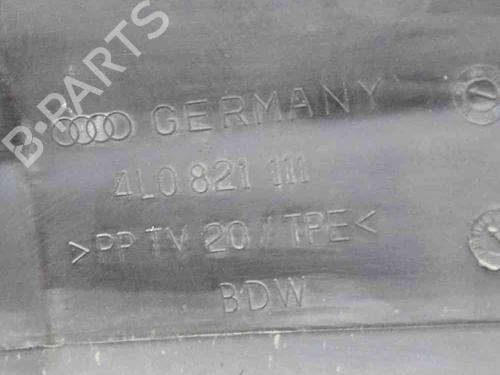 B-PARTS
GERMANY
4L0 821 111
>PP TV 20 / TPE<
BDW